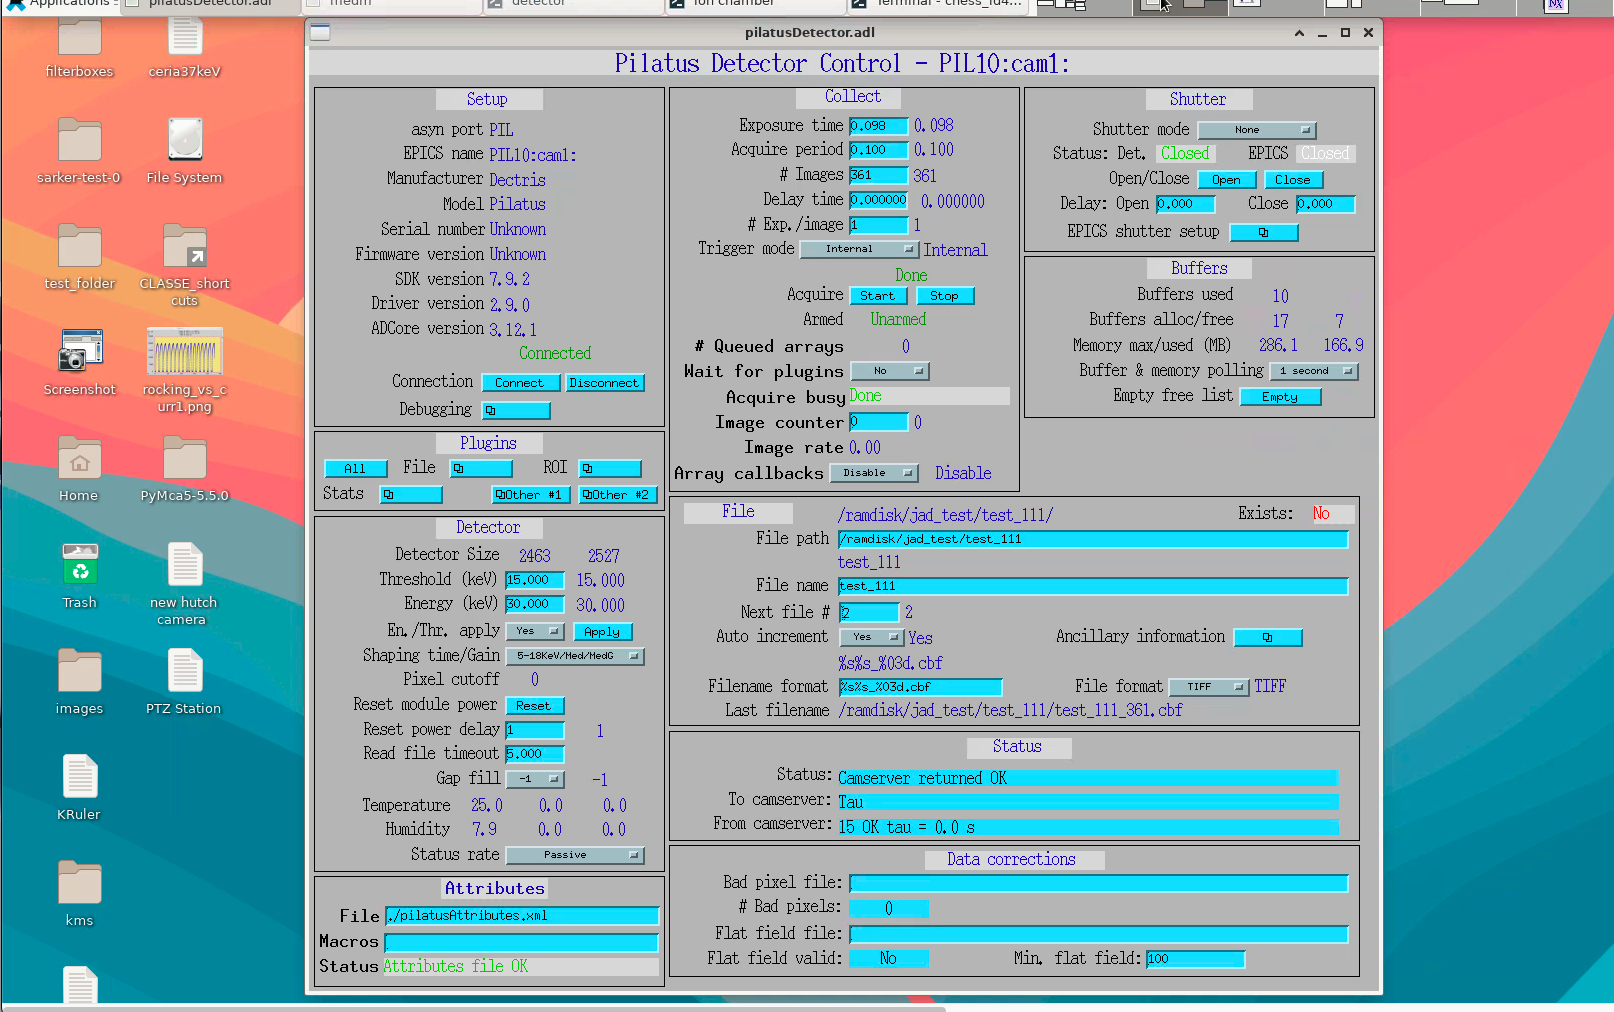 Applications
pilatusDetector.adl
medm
detector
ion chamber
Terminal - chess_id4...
filterboxes
ceria37keV
sarker-test-0
File System
test_folder
CLASSE_short
cuts
Screenshot
rocking_vs_c
urr1.png
Home
PyMca5-5.5.0
Trash
new hutch
camera
images
PTZ Station
KRuler
kms
pilatusDetector.adl
Pilatus Detector Control - PIL10:cam1:
Setup
asyn port PIL
EPICS name PIL10:cam1:
Manufacturer Dectris
Model Pilatus
Serial number Unknown
Firmware version Unknown
SDK version 7.9.2
Driver version 2.9.0
ADCore version 3.12.1
Connected
Connection Connect Disconnect
Debugging
Plugins
All File ROI
Stats Other #1 Other #2
Detector
Detector Size 2463 2527
Threshold (keV) 15.000 15.000
Energy (keV) 30.000 30.000
En./Thr. apply Yes Apply
Shaping time/Gain 5-18KeV/Med/MedG
Pixel cutoff 0
Reset module power Reset
Reset power delay 1 1
Read file timeout 5.000
Gap fill -1 -1
Temperature 25.0 0.0 0.0
Humidity 7.9 0.0 0.0
Status rate Passive
Attributes
File ./pilatusAttributes.xml
Macros
Status Attributes file OK
Collect
Exposure time 0.098 0.098
Acquire period 0.100 0.100
# Images 361 361
Delay time 0.000000 0.000000
# Exp./image 1 1
Trigger mode Internal Internal
Done
Acquire Start Stop
Armed Unarmed
# Queued arrays 0
Wait for plugins No
Acquire busy Done
Image counter 0 0
Image rate 0.00
Array callbacks Disable Disable
Shutter
Shutter mode None
Status: Det. Closed EPICS Closed
Open/Close Open Close
Delay: Open 0.000 Close 0.000
EPICS shutter setup
Buffers
Buffers used 10
Buffers alloc/free 17 7
Memory max/used (MB) 286.1 166.9
Buffer & memory polling 1 second
Empty free list Empty
File
/ramdisk/jad_test/test_111/ Exists: No
File path /ramdisk/jad_test/test_111
test_111
File name test_111
Next file # 2 2
Auto increment Yes Yes Ancillary information
%s%s_%03d.cbf
Filename format %s%s_%03d.cbf File format TIFF TIFF
Last filename /ramdisk/jad_test/test_111/test_111_361.cbf
Status
Status: Camserver returned OK
To camserver: Tau
From camserver: 15 OK tau = 0.0 s
Data corrections
Bad pixel file:
# Bad pixels: 0
Flat field file:
Flat field valid: No Min. flat field: 100